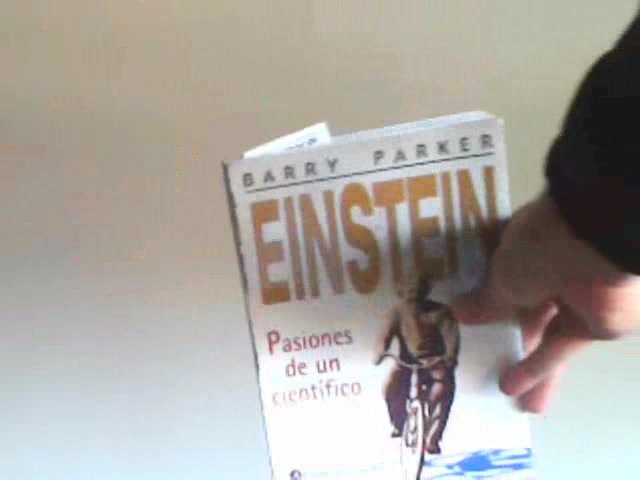 BARRY PARKER
EINSTEIN
Pasiones
de un
científico